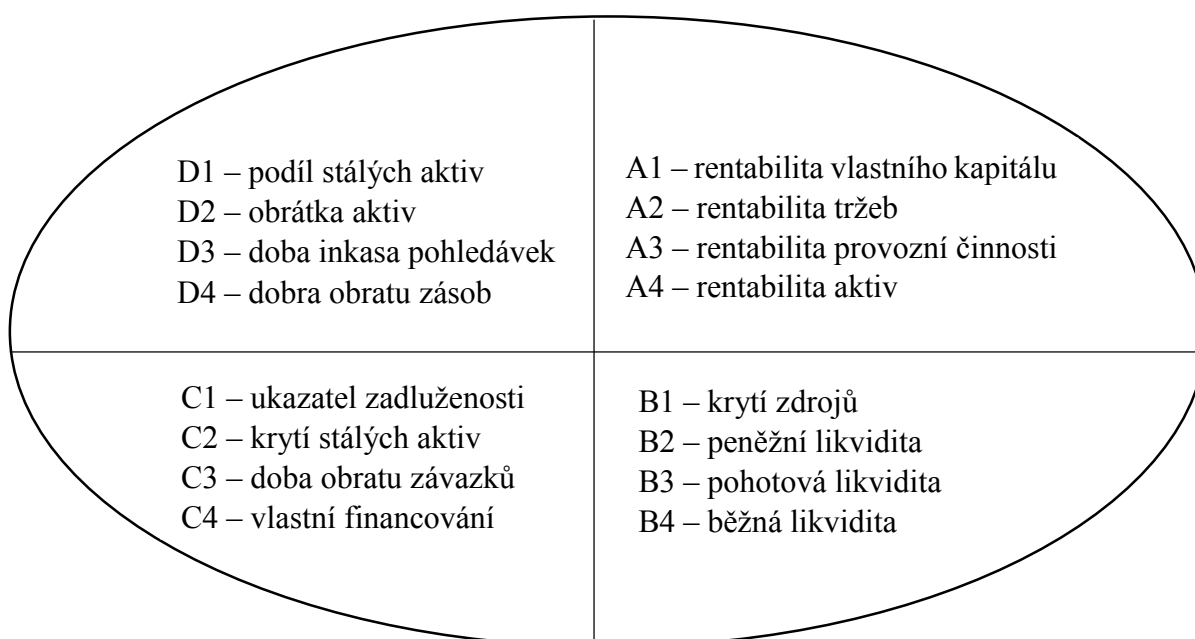 D1 – podíl stálých aktiv
D2 – obrátka aktiv
D3 – doba inkasa pohledávek
D4 – dobra obratu zásob
A1 – rentabilita vlastního kapitálu
A2 – rentabilita tržeb
A3 – rentabilita provozní činnosti
A4 – rentabilita aktiv
C1 – ukazatel zadluženosti
C2 – krytí stálých aktiv
C3 – doba obratu závazků
C4 – vlastní financování
B1 – krytí zdrojů
B2 – peněžní likvidita
B3 – pohotová likvidita
B4 – běžná likvidita